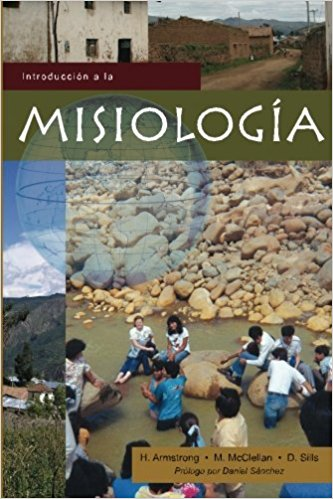 Introducción a la
MISIOLOGÍA
H. Armstrong • M. McClellan • D. Sills
Prólogo por Daniel Sánchez